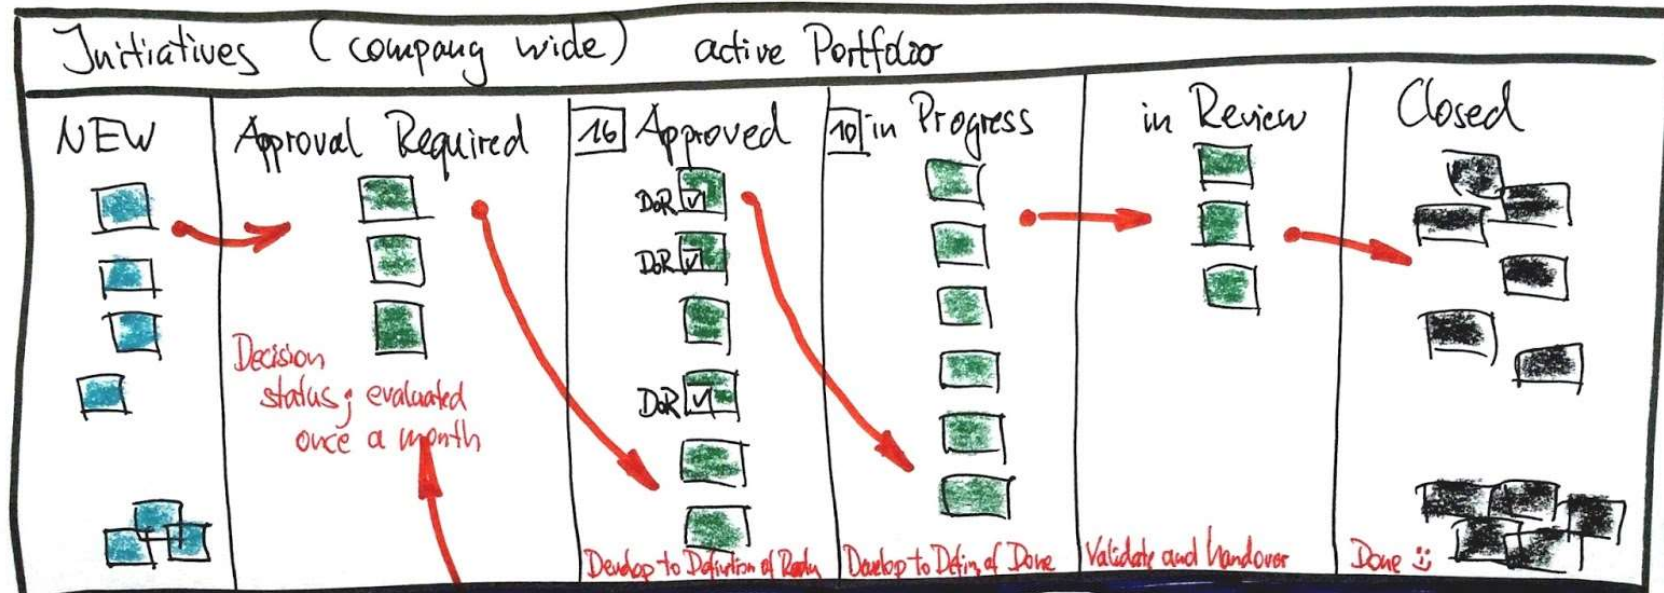 Initiatives (company wide) active Portfolio
NEW
Approval Required
16 Approved
10 in Progress
in Review
Closed
DoR
DoR
DoR
Decision
status; evaluated
once a month
Develop to Definition of Ready
Develop to Defin. of Done
Validate and Handover
Done :)